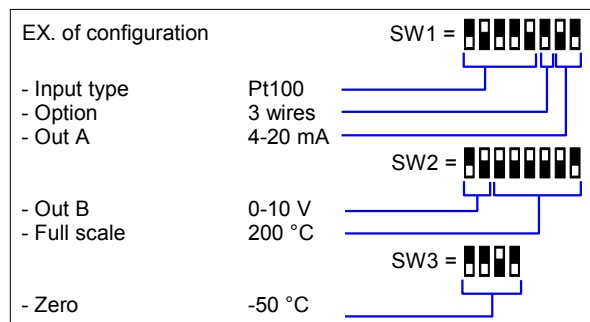 EX. of configuration SW1 =
- Input type Pt100
- Option 3 wires
- Out A 4-20 mA
SW2 =
- Out B 0-10 V
- Full scale 200 °C
SW3 =
- Zero -50 °C